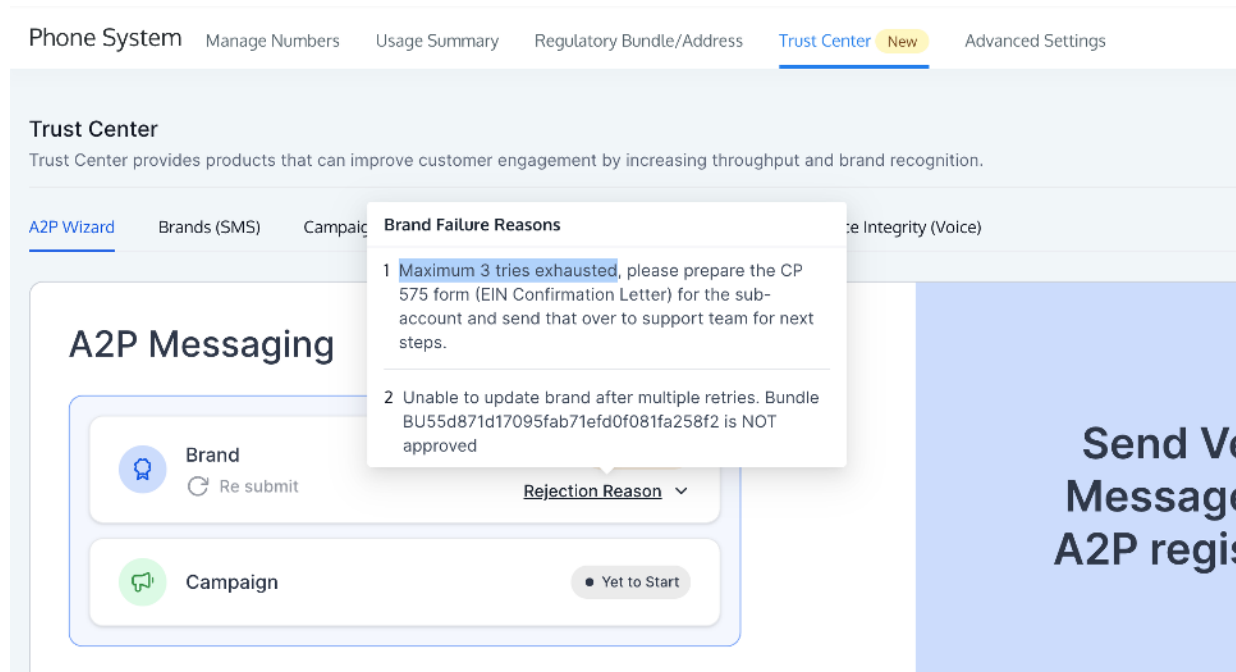 Phone System Manage Numbers Usage Summary Regulatory Bundle/Address Trust Center New Advanced Settings
Trust Center
Trust Center provides products that can improve customer engagement by increasing throughput and brand recognition.
A2P Wizard Brands (SMS) Campaig ce Integrity (Voice)
Brand Failure Reasons
1 Maximum 3 tries exhausted, please prepare the CP
575 form (EIN Confirmation Letter) for the sub-
account and send that over to support team for next
steps.
2 Unable to update brand after multiple retries. Bundle
BU55d871d17095fab71efd0f081fa258f2 is NOT
approved
A2P Messaging
Brand
Re submit
Rejection Reason
Campaign
Yet to Start
Send Ve
Message
A2P regis